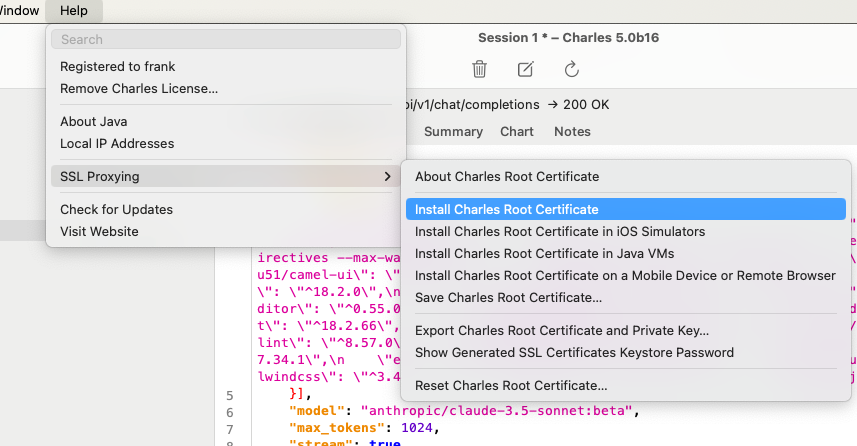 Window Help
Search
Registered to frank
Remove Charles License...
About Java
Local IP Addresses
SSL Proxying
Check for Updates
Visit Website
Session 1 * – Charles 5.0b16
pi/v1/chat/completions → 200 OK
Summary Chart Notes
About Charles Root Certificate
Install Charles Root Certificate
Install Charles Root Certificate in iOS Simulators
Install Charles Root Certificate in Java VMs
Install Charles Root Certificate on a Mobile Device or Remote Browser
Save Charles Root Certificate...
Export Charles Root Certificate and Private Key...
Show Generated SSL Certificates Keystore Password
Reset Charles Root Certificate...
irectives --max-wa
u51/camel-ui\": \"
\": \"^18.2.0\",\n
ditor\": \"^0.55.0
t\": \"^18.2.66\",
lint\": \"^8.57.0\
7.34.1\",\n    \"e
lwindcss\": \"^3.4
5 }],
6 "model": "anthropic/claude-3.5-sonnet:beta",
7 "max_tokens": 1024,
8 "stream": true